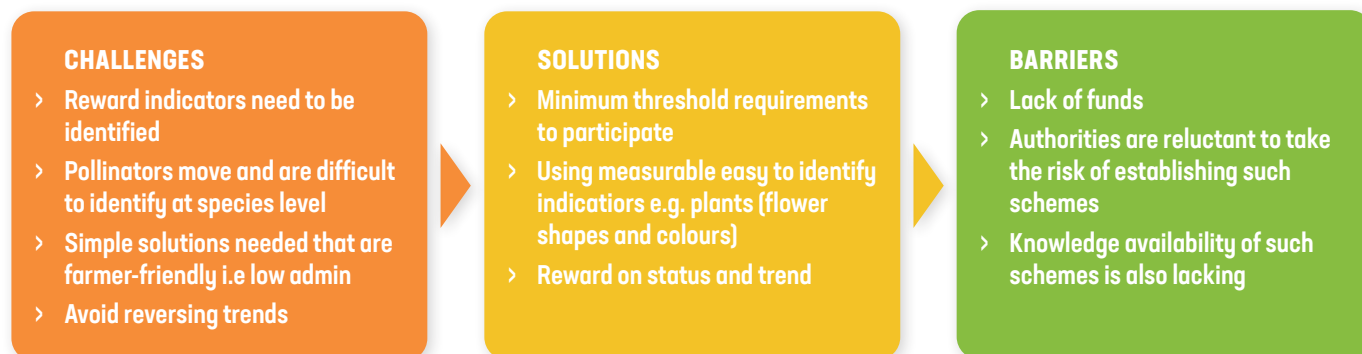 CHALLENGES
> Reward indicators need to be
identified
> Pollinators move and are difficult
to identify at species level
> Simple solutions needed that are
farmer-friendly i.e low admin
> Avoid reversing trends
SOLUTIONS
> Minimum threshold requirements
to participate
> Using measurable easy to identify
indicatiors e.g. plants (flower
shapes and colours)
> Reward on status and trend
BARRIERS
> Lack of funds
> Authorities are reluctant to take
the risk of establishing such
schemes
> Knowledge availability of such
schemes is also lacking